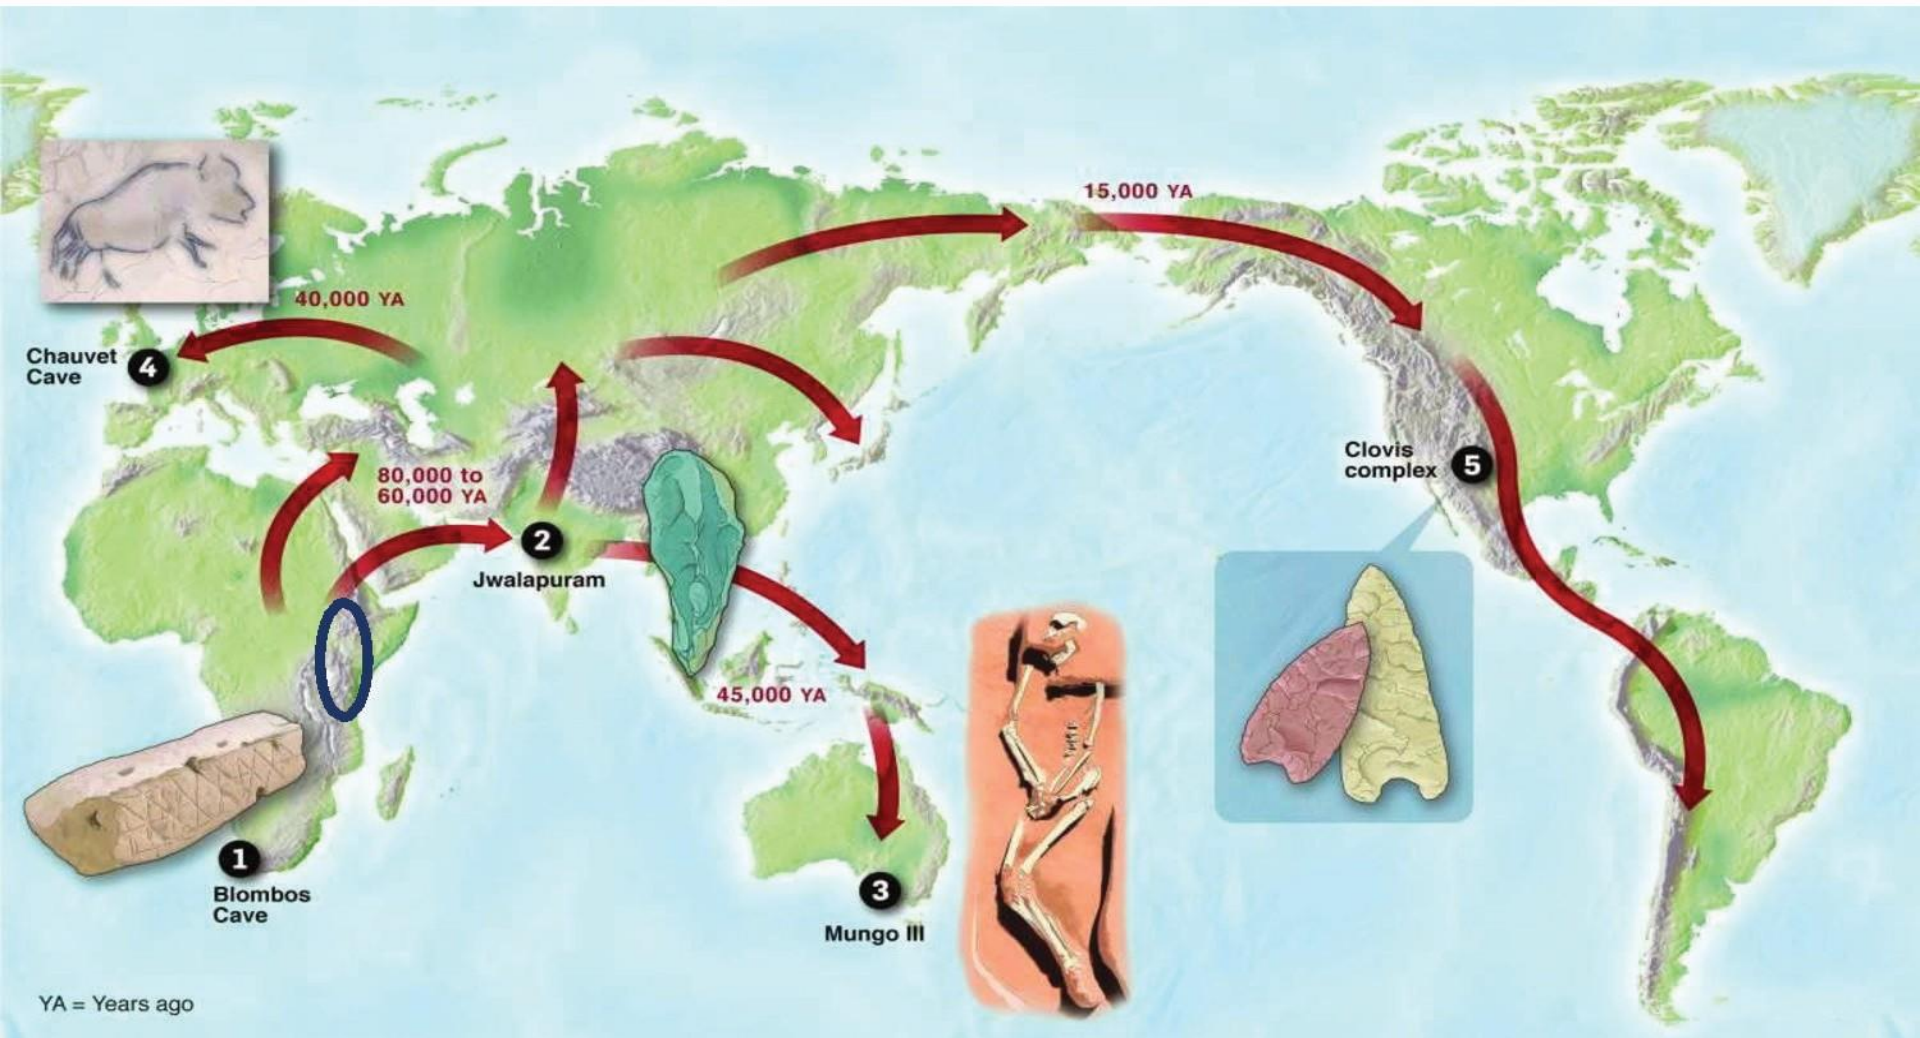 15,000 YA
40,000 YA
Chauvet
Cave
4
80,000 to
60,000 YA
2
Jwalapuram
Clovis
complex
5
45,000 YA
1
Blombos
Cave
3
Mungo III
YA = Years ago